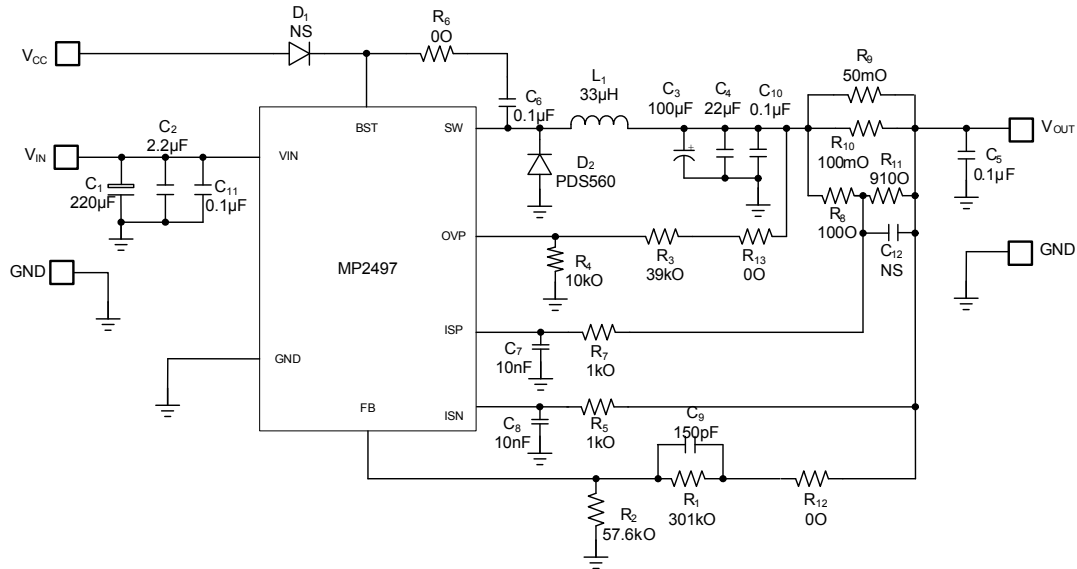 D1
NS
R6
0O
VCC
R9
50mO
L1
33µH
C3
100µF
C4
22µF
C10
0.1µF
C6
0.1µF
BST
SW
VOUT
R10
100mO
R11
910O
C2
2.2µF
VIN
VIN
D2
PDS560
C5
0.1µF
C1
220µF
C11
0.1µF
R8
100O
OVP
C12
NS
MP2497
R4
10kO
R3
39kO
R13
0O
GND
GND
ISP
C7
10nF
R7
1kO
GND
FB
ISN
C8
10nF
R5
1kO
C9
150pF
R1
301kO
R12
0O
R2
57.6kO